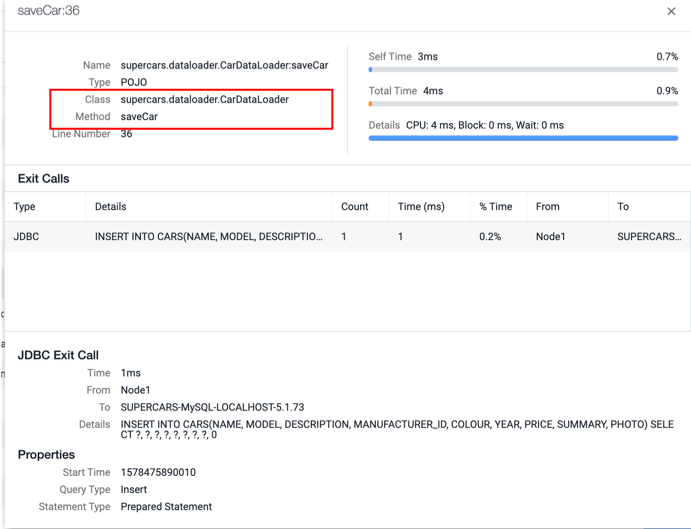 saveCar:36
Name supercars.dataloader.CarDataLoader:saveCar
Type POJO
Class supercars.dataloader.CarDataLoader
Method saveCar
Line Number 36
Self Time 3ms 0.7%
Total Time 4ms 0.9%
Details CPU: 4 ms, Block: 0 ms, Wait: 0 ms
Exit Calls
Type Details Count Time (ms) % Time From To
JDBC INSERT INTO CARS(NAME, MODEL, DESCRIPTIO... 1 1 0.2% Node1 SUPERCARS...
JDBC Exit Call
Time 1ms
From Node1
To SUPERCARS-MySQL-LOCALHOST-5.1.73
Details INSERT INTO CARS(NAME, MODEL, DESCRIPTION, MANUFACTURER_ID, COLOUR, YEAR, PRICE, SUMMARY, PHOTO) SELE
CT ?, ?, ?, ?, ?, ?, ?, ?, 0
Properties
Start Time 1578475890010
Query Type Insert
Statement Type Prepared Statement